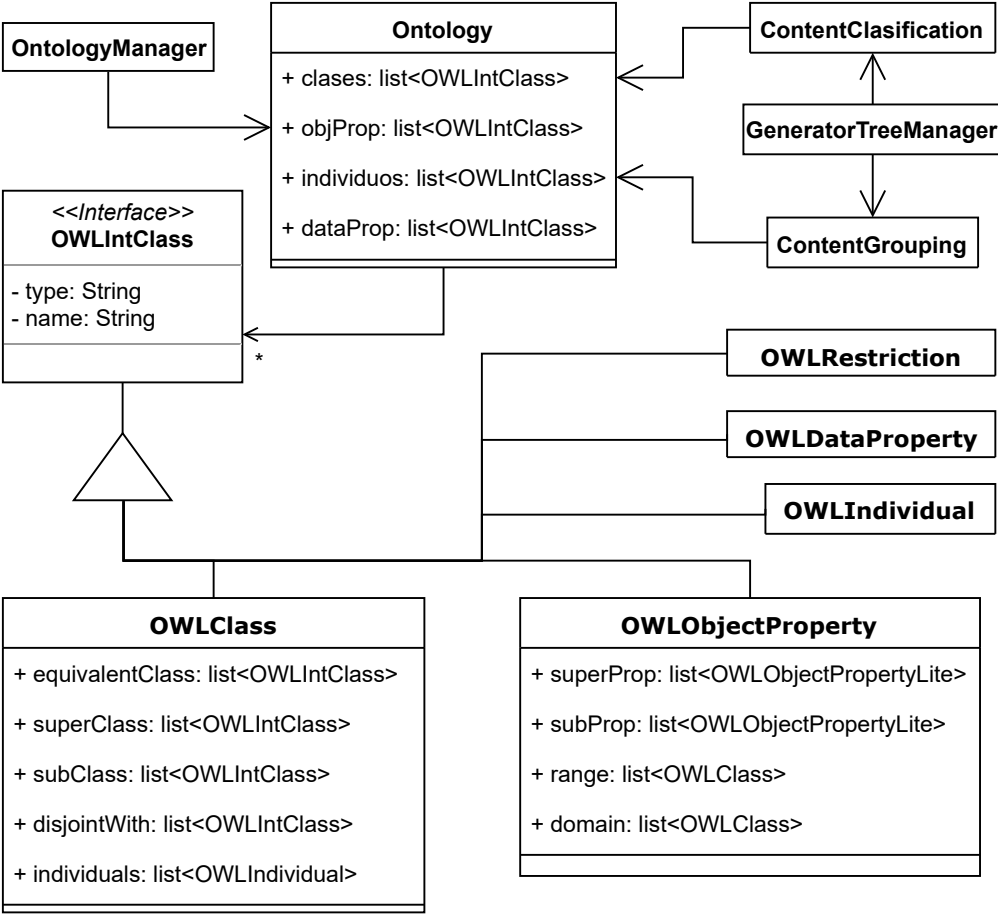 OntologyManager
Ontology
+ clases: list<OWLIntClass>
+ objProp: list<OWLIntClass>
+ individuos: list<OWLIntClass>
+ dataProp: list<OWLIntClass>
ContentClasification
GeneratorTreeManager
ContentGrouping
<<Interface>>
OWLIntClass
- type: String
- name: String
*
OWLRestriction
OWLDataProperty
OWLIndividual
OWLClass
+ equivalentClass: list<OWLIntClass>
+ superClass: list<OWLIntClass>
+ subClass: list<OWLIntClass>
+ disjointWith: list<OWLIntClass>
+ individuals: list<OWLIndividual>
OWLObjectProperty
+ superProp: list<OWLObjectPropertyLite>
+ subProp: list<OWLObjectPropertyLite>
+ range: list<OWLClass>
+ domain: list<OWLClass>